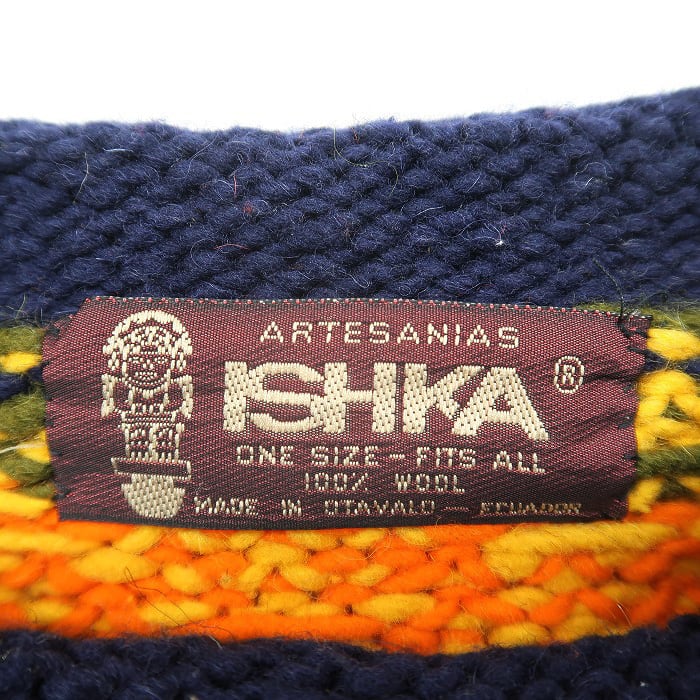 ARTESANIAS
ISHKA ®
ONE SIZE - FITS ALL
100% WOOL
MADE IN OTAVALO - ECUADOR